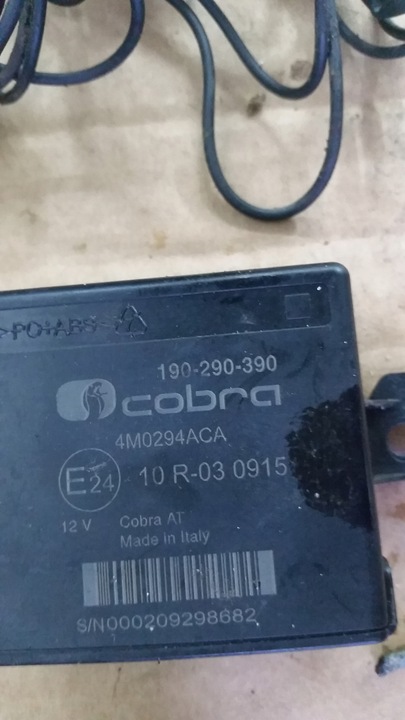 >PC+ABS<
190-290-390
cobra
4M0294ACA
E24 10 R-03 0915
12 V Cobra AT
Made in Italy
S/N000209298682